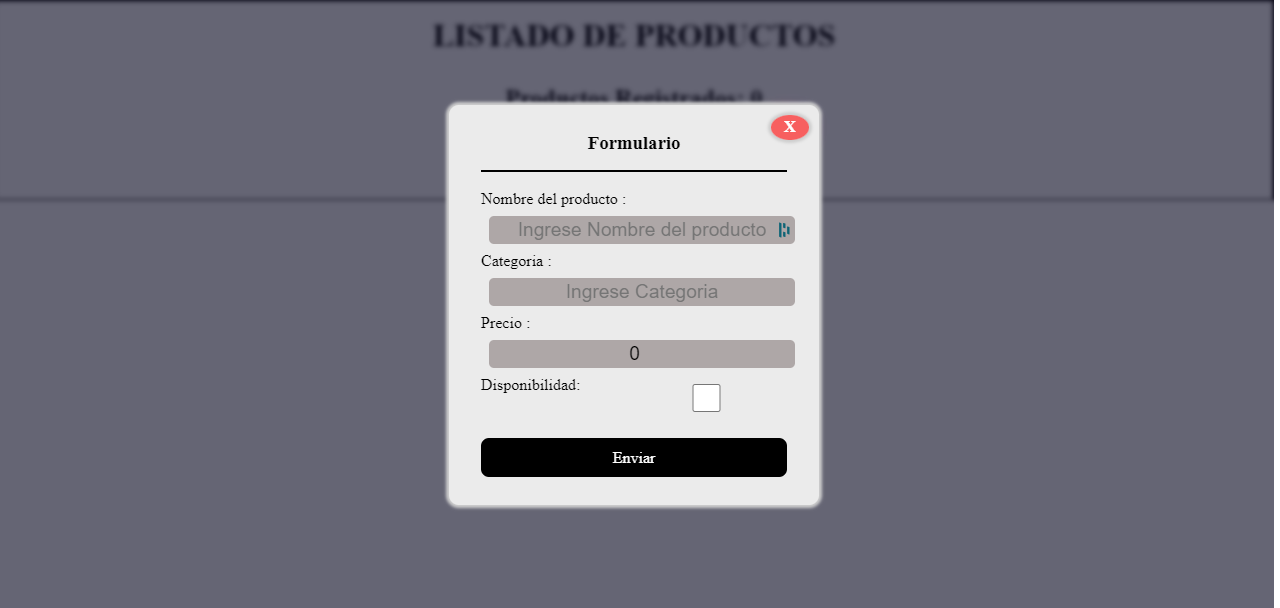 LISTADO DE PRODUCTOS
Productos Registrados: 0
X
Formulario
Nombre del producto :
Ingrese Nombre del producto
Categoria :
Ingrese Categoria
Precio :
0
Disponibilidad:
Enviar